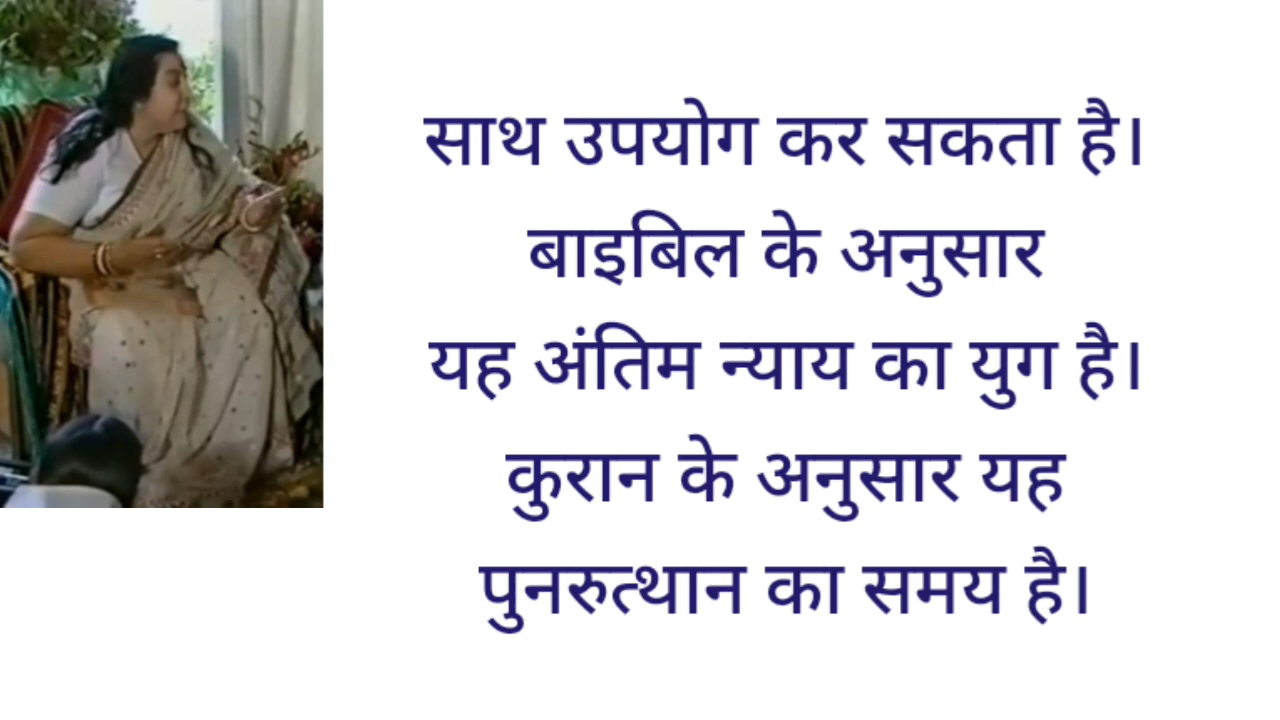 साथ उपयोग कर सकता है।
बाइबिल के अनुसार
यह अंतिम न्याय का युग है।
कुरान के अनुसार यह
पुनरुत्थान का समय है।